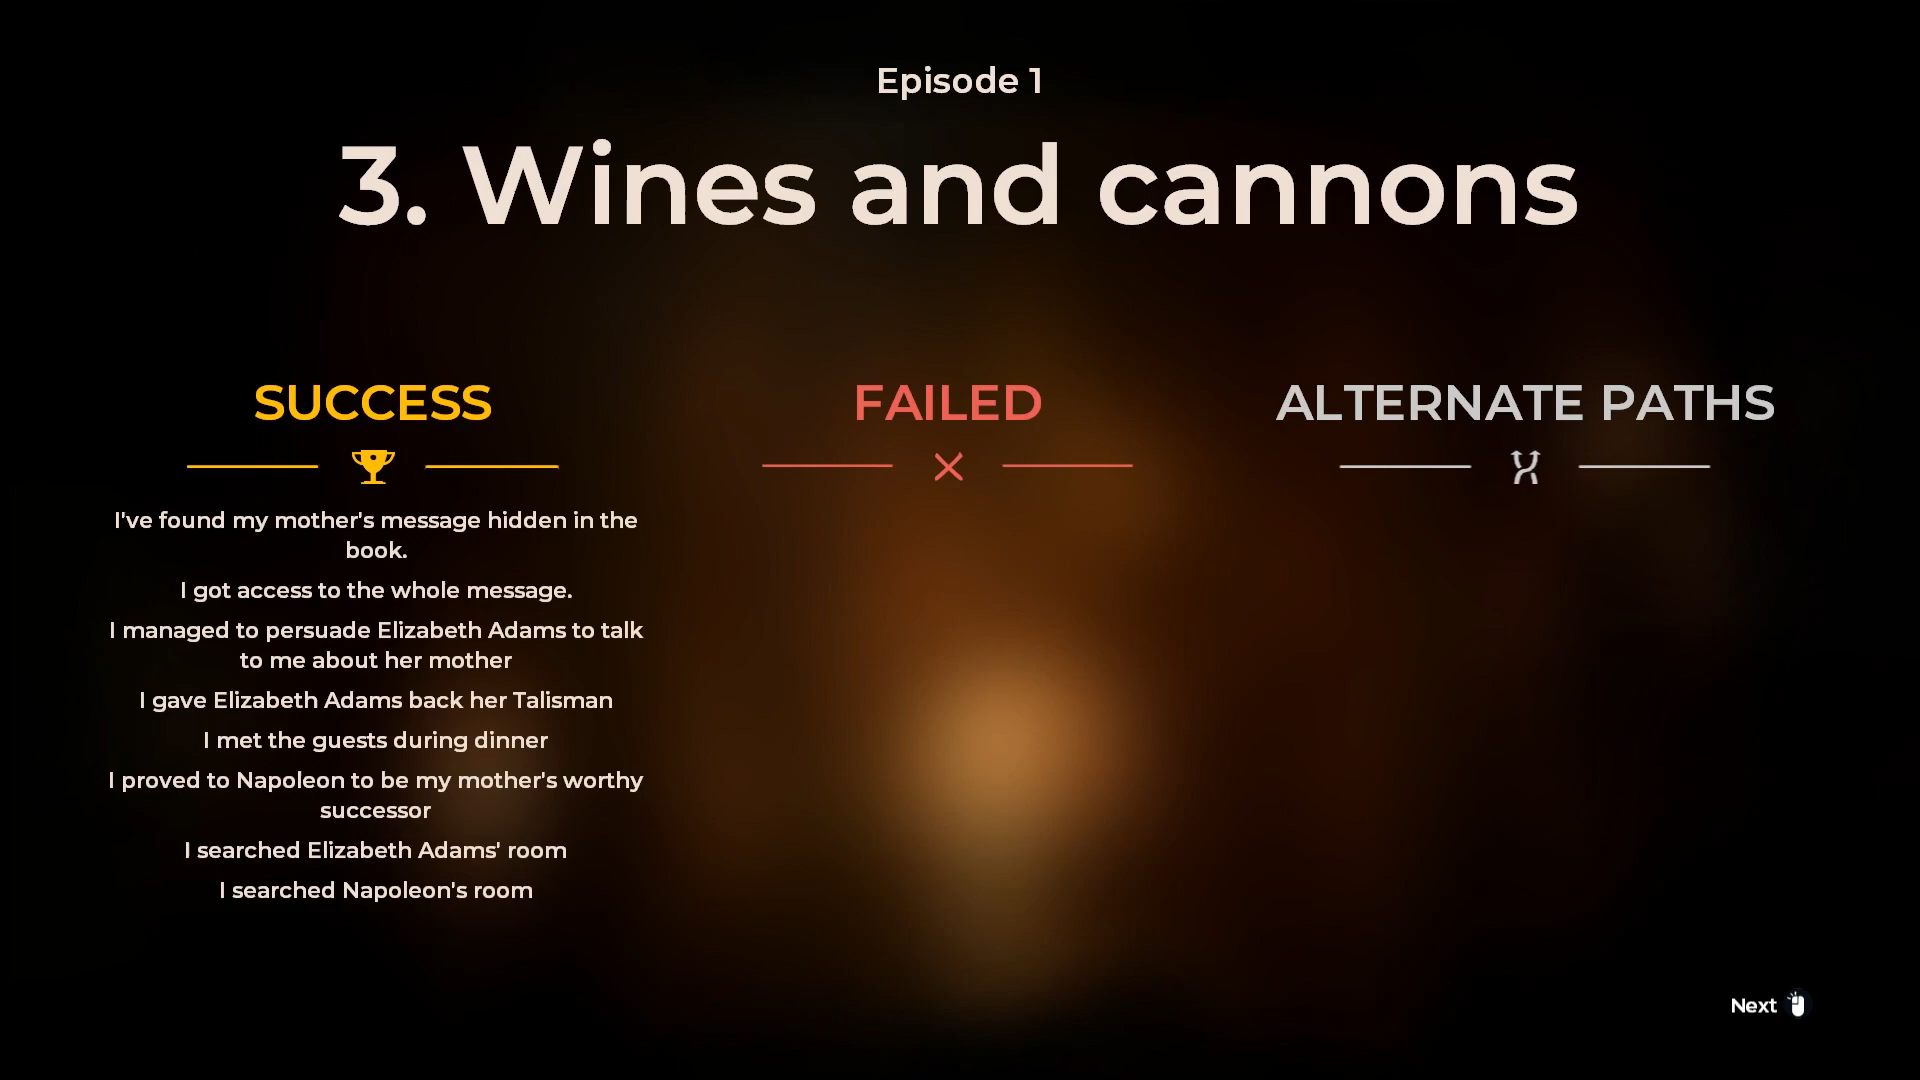 Episode 1
3. Wines and cannons
SUCCESS
I've found my mother's message hidden in the
book.
I got access to the whole message.
I managed to persuade Elizabeth Adams to talk
to me about her mother
I gave Elizabeth Adams back her Talisman
I met the guests during dinner
I proved to Napoleon to be my mother's worthy
successor
I searched Elizabeth Adams' room
I searched Napoleon's room
FAILED
ALTERNATE PATHS
Next